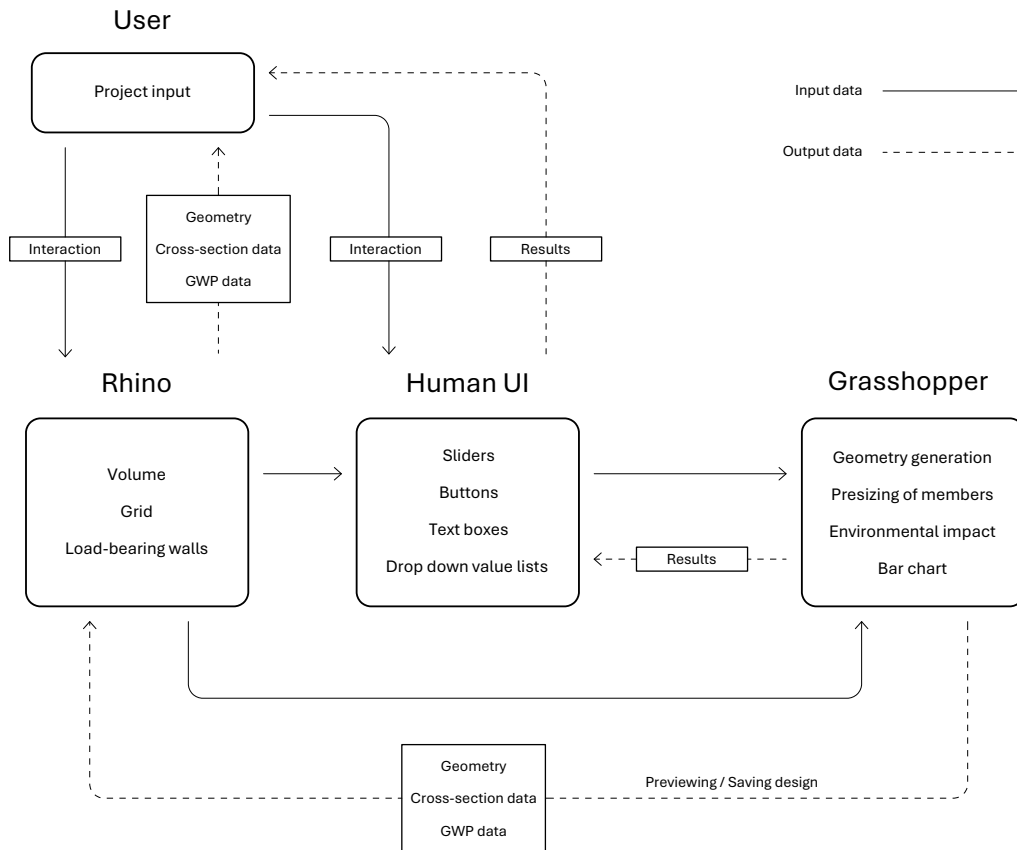 User
Project input
Input data
Output data
Geometry
Cross-section data
GWP data
Interaction
Interaction
Results
Rhino
Human UI
Grasshopper
Volume
Grid
Load-bearing walls
Sliders
Buttons
Text boxes
Drop down value lists
Results
Geometry generation
Presizing of members
Environmental impact
Bar chart
Geometry
Cross-section data
GWP data
Previewing / Saving design